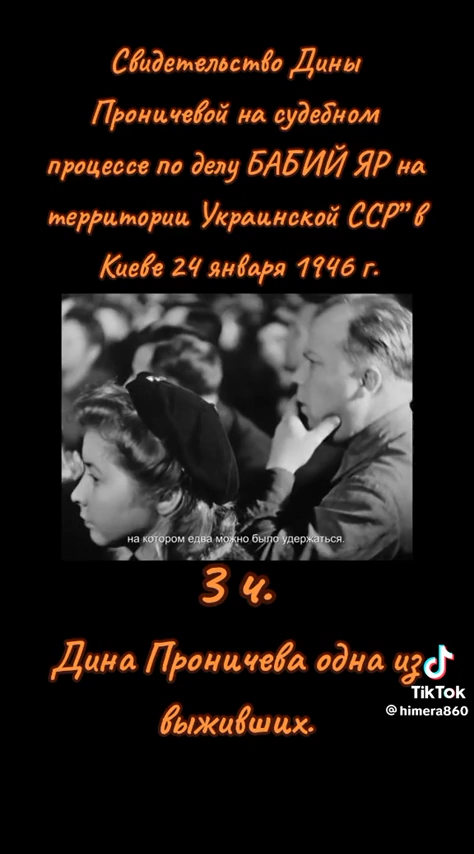 Свидетельство Дины
Проничевой на судебном
процессе по делу БАБИЙ ЯР на
территории Украинской ССР” в
Киеве 24 января 1946 г.
на котором едва можно было удержаться.
3 ч.
Дина Проничева одна из
выживших.
TikTok
@himera860